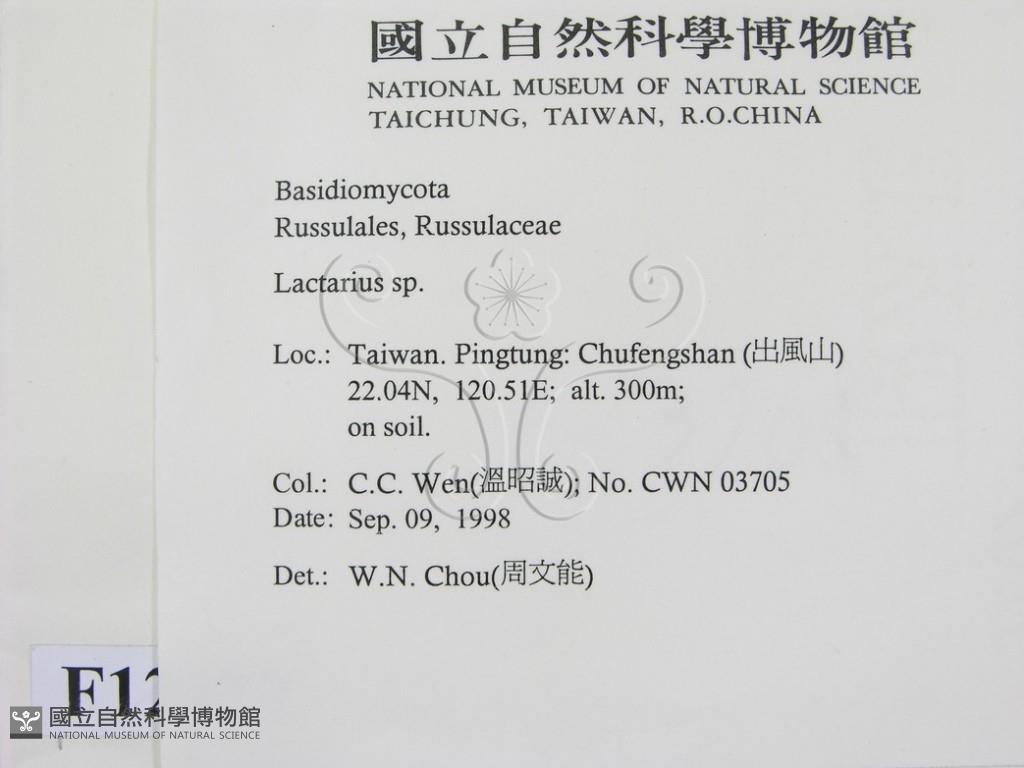 國立自然科學博物館
NATIONAL MUSEUM OF NATURAL SCIENCE
TAICHUNG, TAIWAN, R.O.CHINA
Basidiomycota
Russulales, Russulaceae
Lactarius sp.
Loc.: Taiwan. Pingtung: Chufengshan (出風山)
22.04N, 120.51E; alt. 300m;
on soil.
Col.: C.C. Wen(溫昭誠); No. CWN 03705
Date: Sep. 09, 1998
Det.: W.N. Chou(周文能)
F12
國立自然科學博物館
NATIONAL MUSEUM OF NATURAL SCIENCE